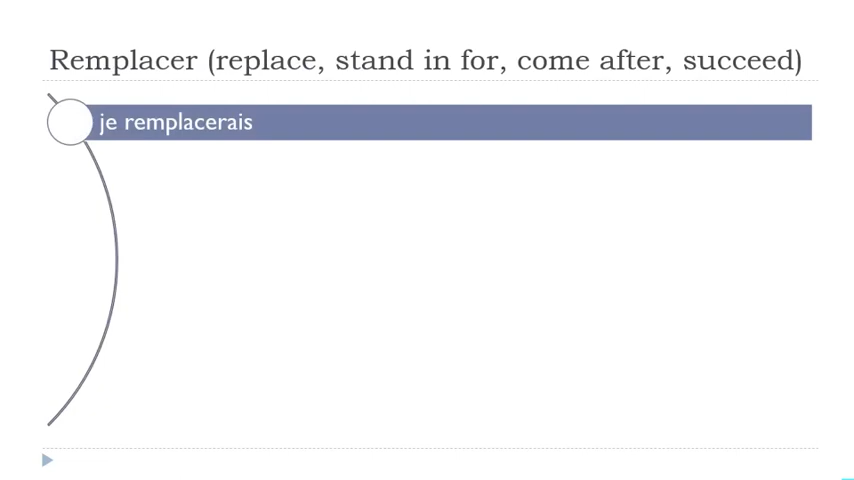 Remplacer (replace, stand in for, come after, succeed)
je remplacerais